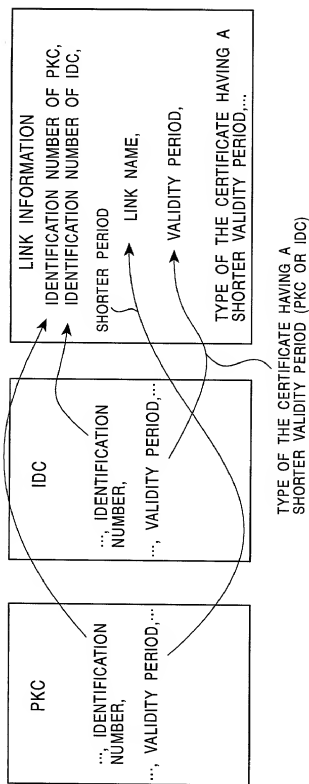 PKC
..., IDENTIFICATION
NUMBER,
..., VALIDITY PERIOD,...
IDC
..., IDENTIFICATION
NUMBER,
..., VALIDITY PERIOD,...
LINK INFORMATION
IDENTIFICATION NUMBER OF PKC,
IDENTIFICATION NUMBER OF IDC,
SHORTER PERIOD
LINK NAME,
VALIDITY PERIOD,
TYPE OF THE CERTIFICATE HAVING A
SHORTER VALIDITY PERIOD,...
TYPE OF THE CERTIFICATE HAVING A
SHORTER VALIDITY PERIOD (PKC OR IDC)